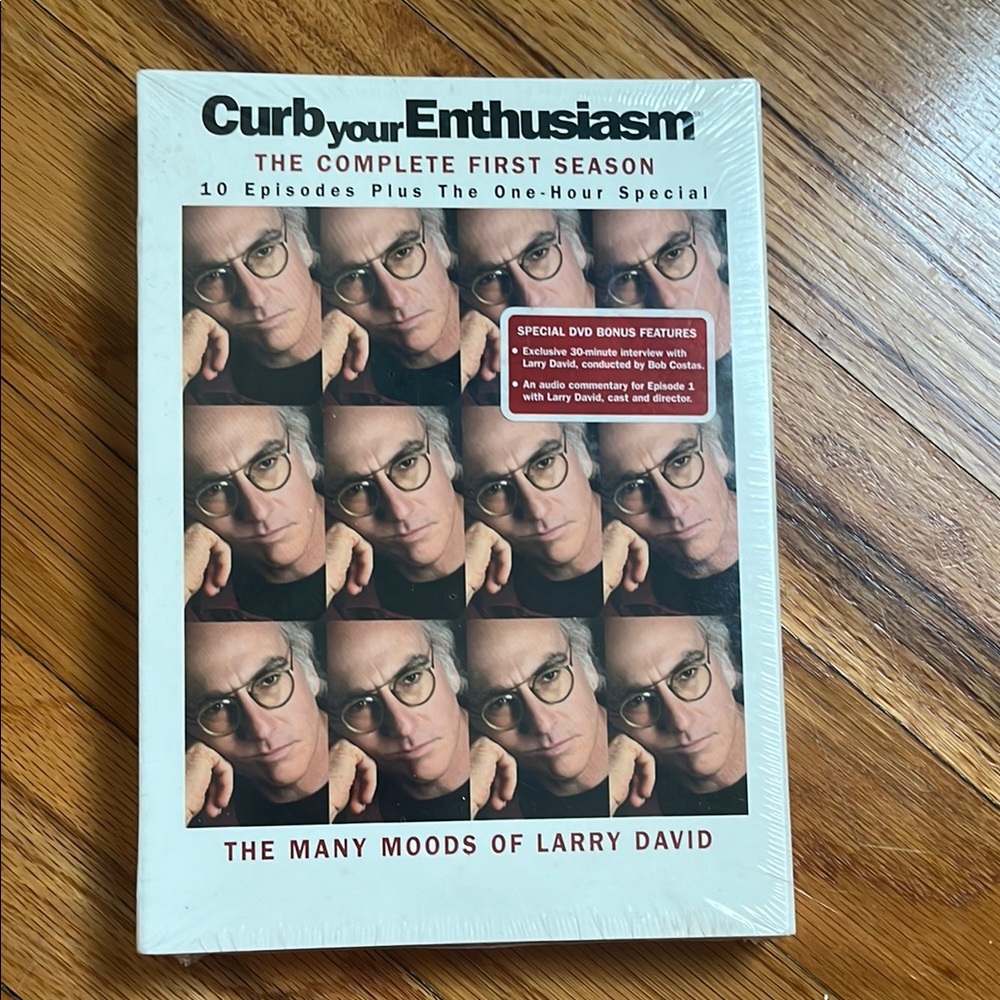 Curb your Enthusiasm
THE COMPLETE FIRST SEASON
10 Episodes Plus The One-Hour Special
SPECIAL DVD BONUS FEATURES
• Exclusive 30-minute interview with
Larry David, conducted by Bob Costas.
• An audio commentary for Episode 1
with Larry David, cast and director.
THE MANY MOODS OF LARRY DAVID